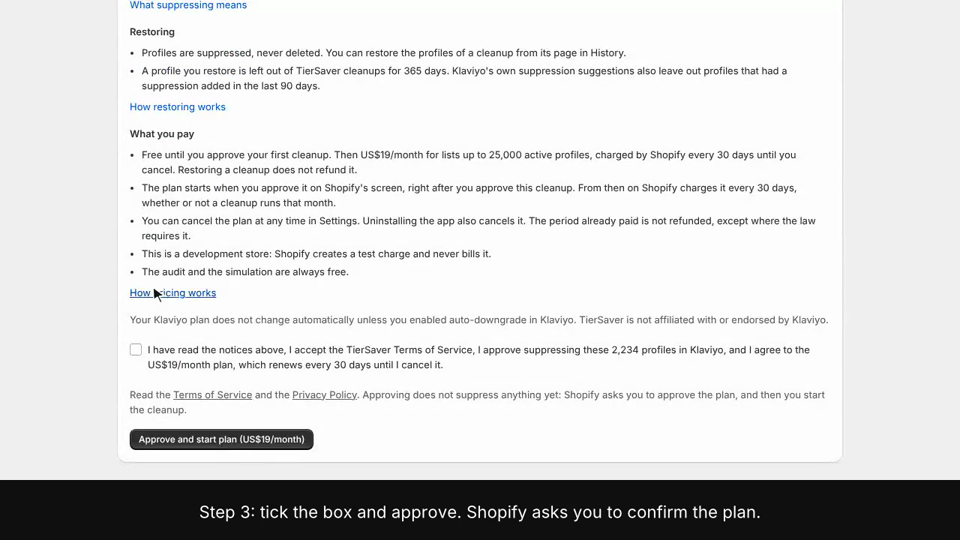 What suppressing means
Restoring
• Profiles are suppressed, never deleted. You can restore the profiles of a cleanup from its page in History.
• A profile you restore is left out of TierSaver cleanups for 365 days. Klaviyo's own suppression suggestions also leave out profiles that had a
suppression added in the last 90 days.
How restoring works
What you pay
• Free until you approve your first cleanup. Then US$19/month for lists up to 25,000 active profiles, charged by Shopify every 30 days until you
cancel. Restoring a cleanup does not refund it.
• The plan starts when you approve it on Shopify's screen, right after you approve this cleanup. From then on Shopify charges it every 30 days,
whether or not a cleanup runs that month.
• You can cancel the plan at any time in Settings. Uninstalling the app also cancels it. The period already paid is not refunded, except where the law
requires it.
• This is a development store: Shopify creates a test charge and never bills it.
• The audit and the simulation are always free.
How pricing works
Your Klaviyo plan does not change automatically unless you enabled auto-downgrade in Klaviyo. TierSaver is not affiliated with or endorsed by Klaviyo.
I have read the notices above, I accept the TierSaver Terms of Service, I approve suppressing these 2,234 profiles in Klaviyo, and I agree to the
US$19/month plan, which renews every 30 days until I cancel it.
Read the Terms of Service and the Privacy Policy. Approving does not suppress anything yet: Shopify asks you to approve the plan, and then you start
the cleanup.
Approve and start plan (US$19/month)
Step 3: tick the box and approve. Shopify asks you to confirm the plan.